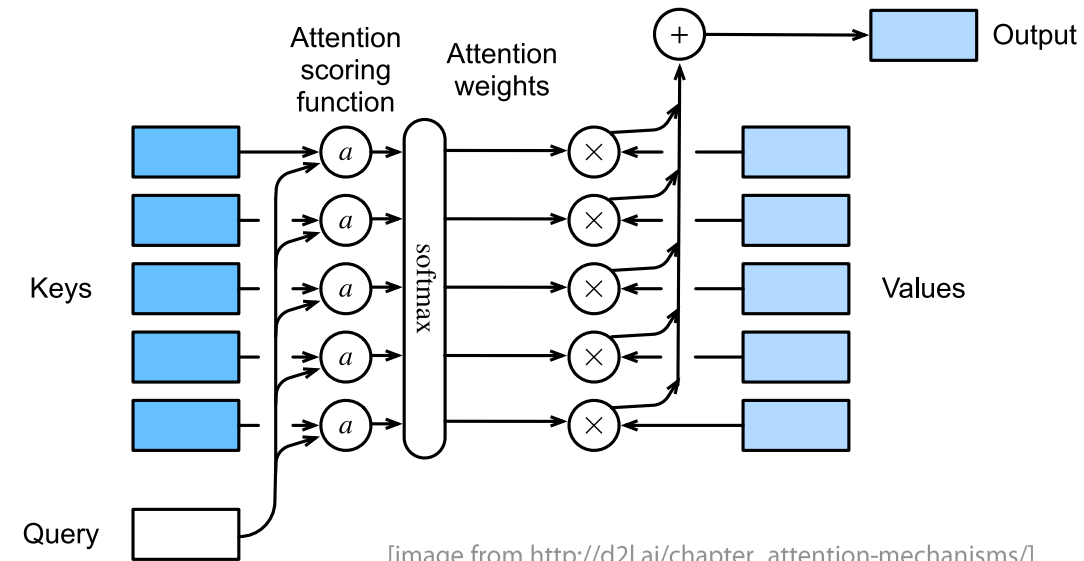 Attention
scoring
function
Attention
weights
+
Output
a
×
a
×
Keys
a
softmax
×
Values
a
×
a
×
Query
[image from http://d2l.ai/chapter_attention-mechanisms/]